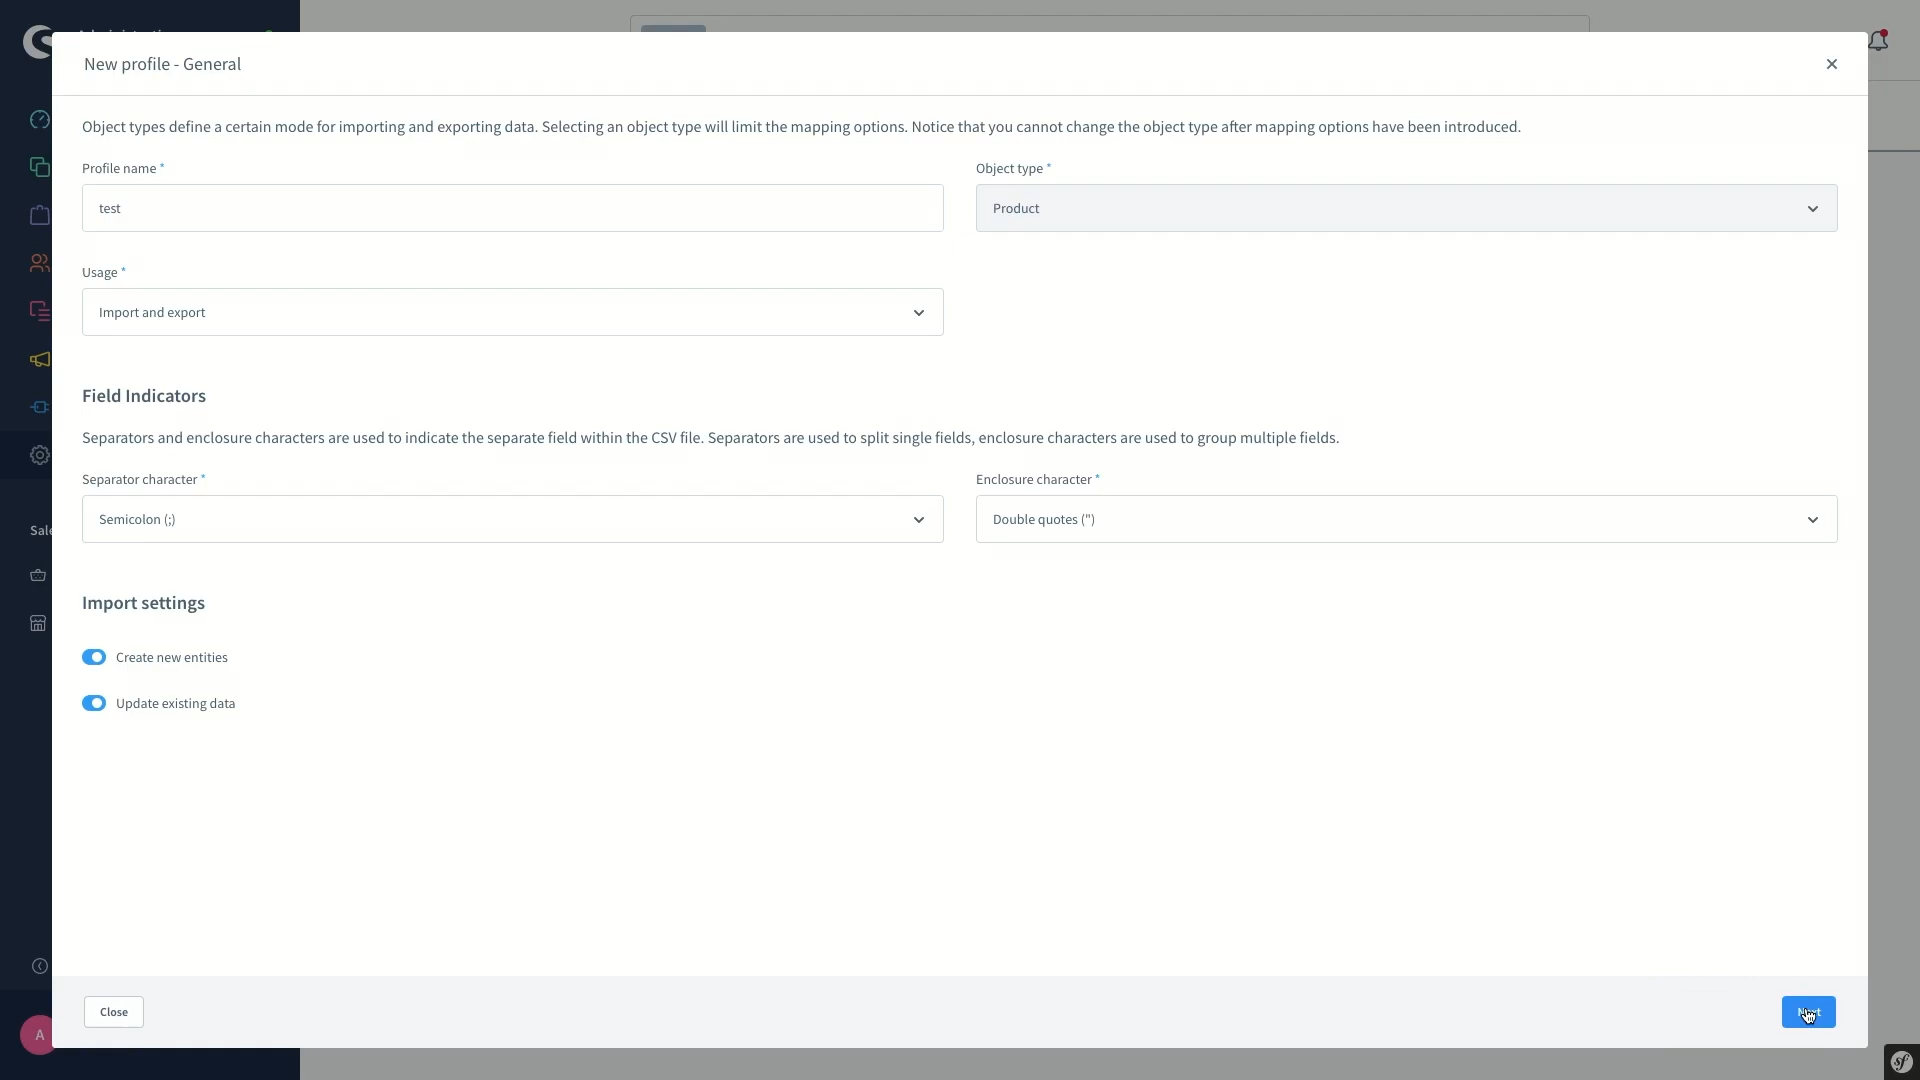 New profile - General
Object types define a certain mode for importing and exporting data. Selecting an object type will limit the mapping options. Notice that you cannot change the object type after mapping options have been introduced.
Profile name *
Object type *
test
Product
Usage *
Import and export
Field Indicators
Separators and enclosure characters are used to indicate the separate field within the CSV file. Separators are used to split single fields, enclosure characters are used to group multiple fields.
Separator character *
Enclosure character *
Semicolon (;)
Double quotes (")
Import settings
Create new entities
Update existing data
Close
A